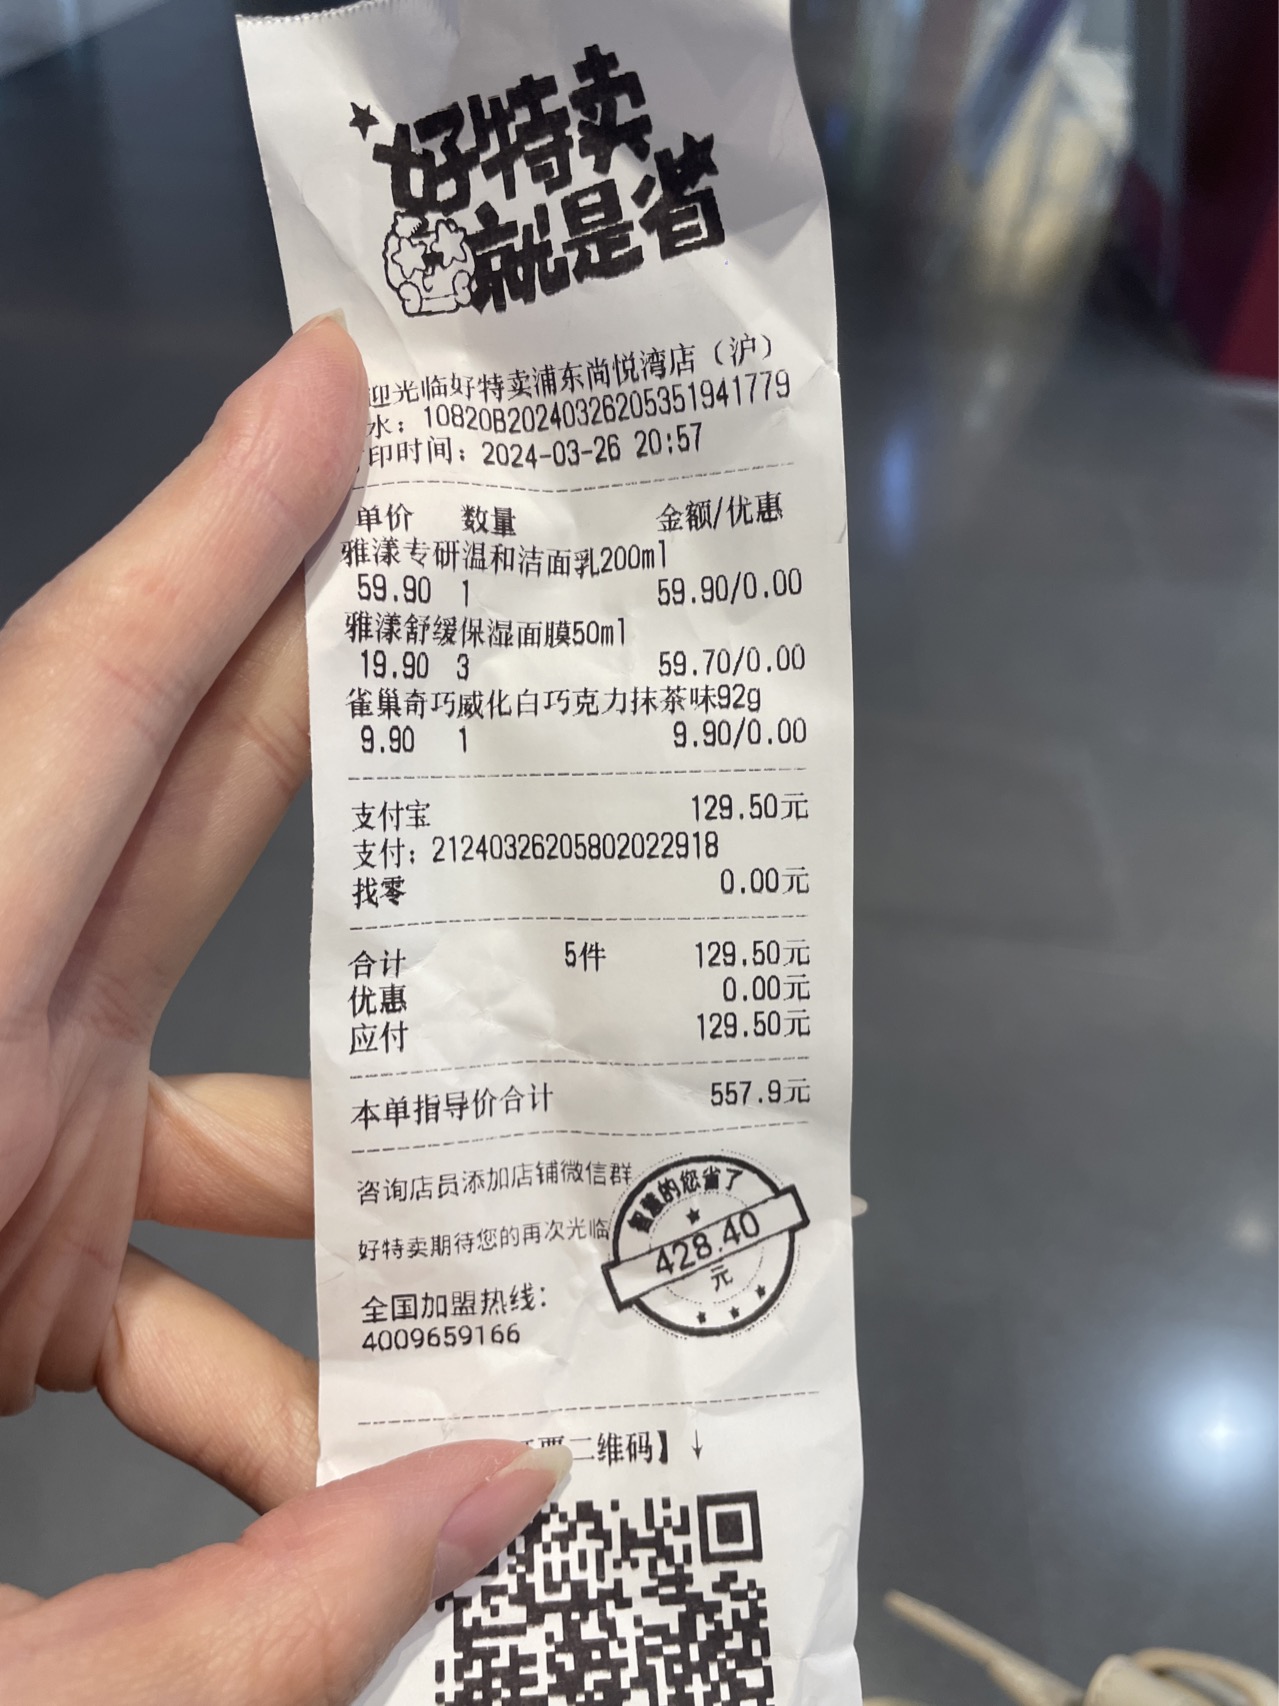 好特卖
就是省
迎光临好特卖浦东尚悦湾店（沪）
水：10820B20240326205351941779
印时间：2024-03-26 20:57
单价 数量 金额/优惠
雅漾专研温和洁面乳200ml
59.90 1 59.90/0.00
雅漾舒缓保湿面膜50ml
19.90 3 59.70/0.00
雀巢奇巧威化白巧克力抹茶味92g
9.90 1 9.90/0.00
支付宝 129.50元
支付：21240326205802022918
找零 0.00元
合计 5件 129.50元
优惠 0.00元
应付 129.50元
本单指导价合计 557.9元
咨询店员添加店铺微信群
好特卖期待您的再次光临
智慧的您省了
428.40
元
全国加盟热线：
4009659166
二维码】↓